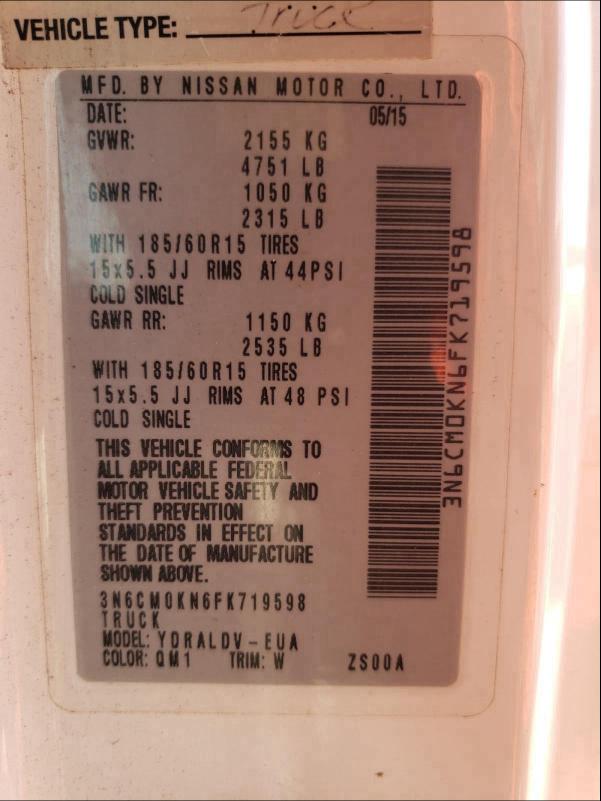 VEHICLE TYPE: Truck
MFD. BY NISSAN MOTOR CO., LTD.
DATE: 05/15
GVWR: 2155 KG
4751 LB
GAWR FR: 1050 KG
2315 LB
WITH 185/60R15 TIRES
15x5.5 JJ RIMS AT 44PSI
COLD SINGLE
GAWR RR: 1150 KG
2535 LB
WITH 185/60R15 TIRES
15x5.5 JJ RIMS AT 48 PSI
COLD SINGLE
THIS VEHICLE CONFORMS TO
ALL APPLICABLE FEDERAL
MOTOR VEHICLE SAFETY AND
THEFT PREVENTION
STANDARDS IN EFFECT ON
THE DATE OF MANUFACTURE
SHOWN ABOVE.
3N6CM0KN6FK719598
TRUCK
MODEL: YDRALDV-EUA
COLOR: QM1 TRIM: W ZS00A
3N6CM0KN6FK719598